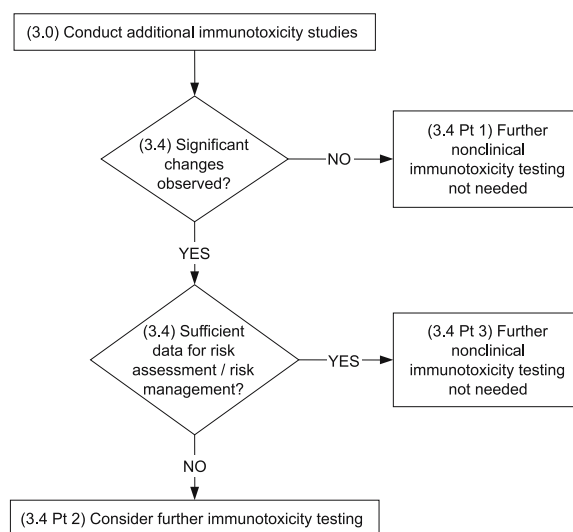 (3.0) Conduct additional immunotoxicity studies
(3.4) Significant
changes
observed?
NO
(3.4 Pt 1) Further
nonclinical
immunotoxicity testing
not needed
YES
(3.4) Sufficient
data for risk
assessment / risk
management?
YES
(3.4 Pt 3) Further
nonclinical
immunotoxicity testing
not needed
NO
(3.4 Pt 2) Consider further immunotoxicity testing